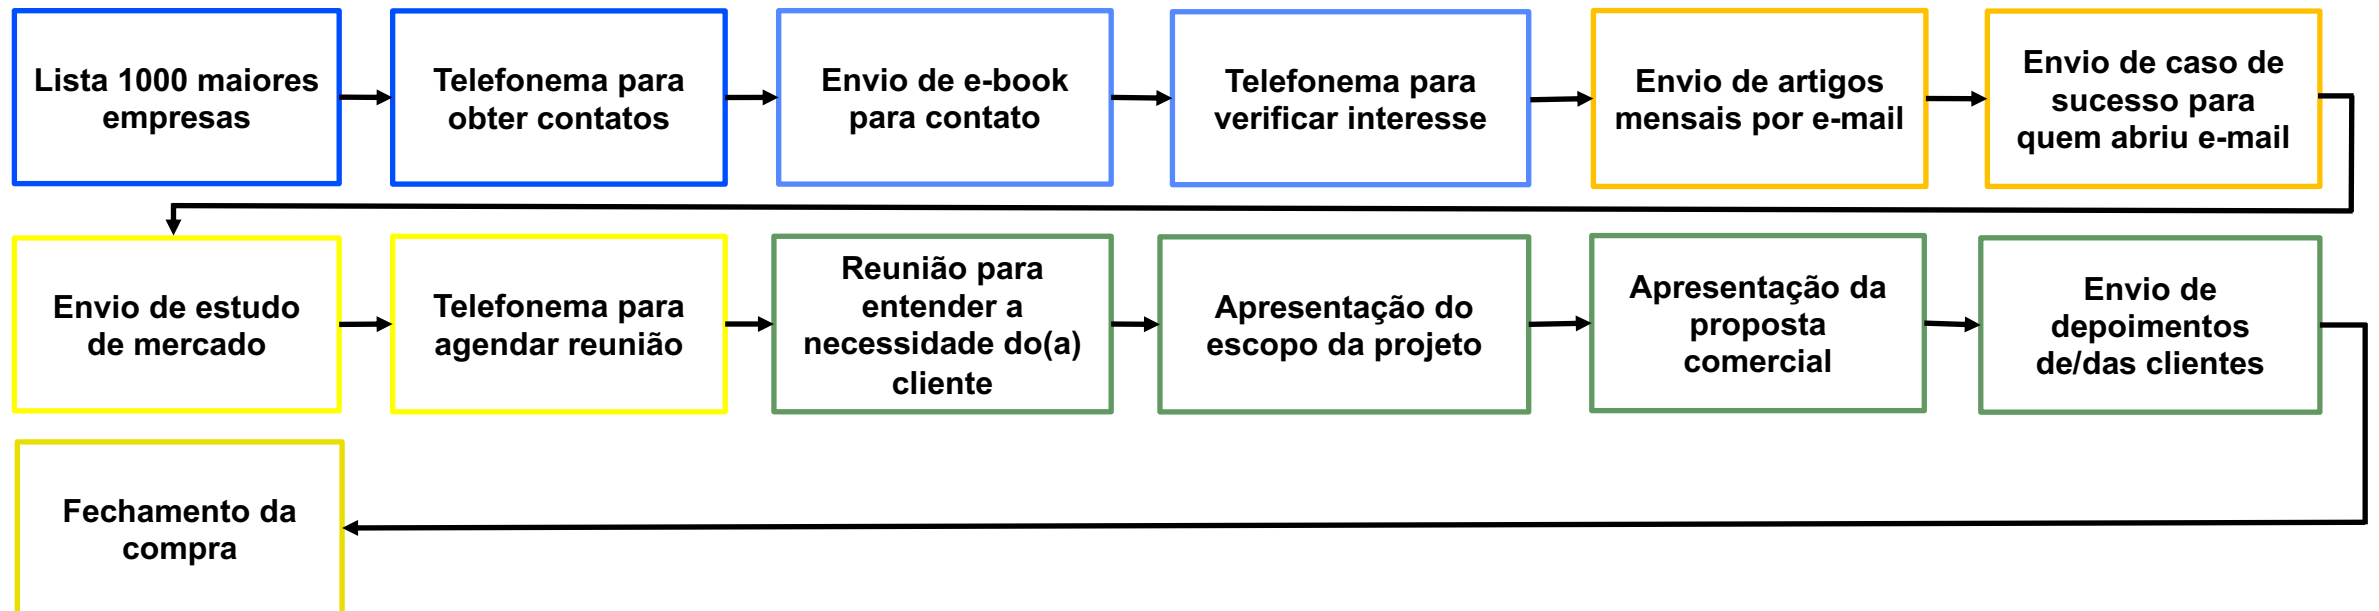 Lista 1000 maiores
empresas
Telefonema para
obter contatos
Envio de e-book
para contato
Telefonema para
verificar interesse
Envio de artigos
mensais por e-mail
Envio de caso de
sucesso para
quem abriu e-mail
Envio de estudo
de mercado
Telefonema para
agendar reunião
Reunião para
entender a
necessidade do(a)
cliente
Apresentação do
escopo da projeto
Apresentação da
proposta
comercial
Envio de
depoimentos
de/das clientes
Fechamento da
compra